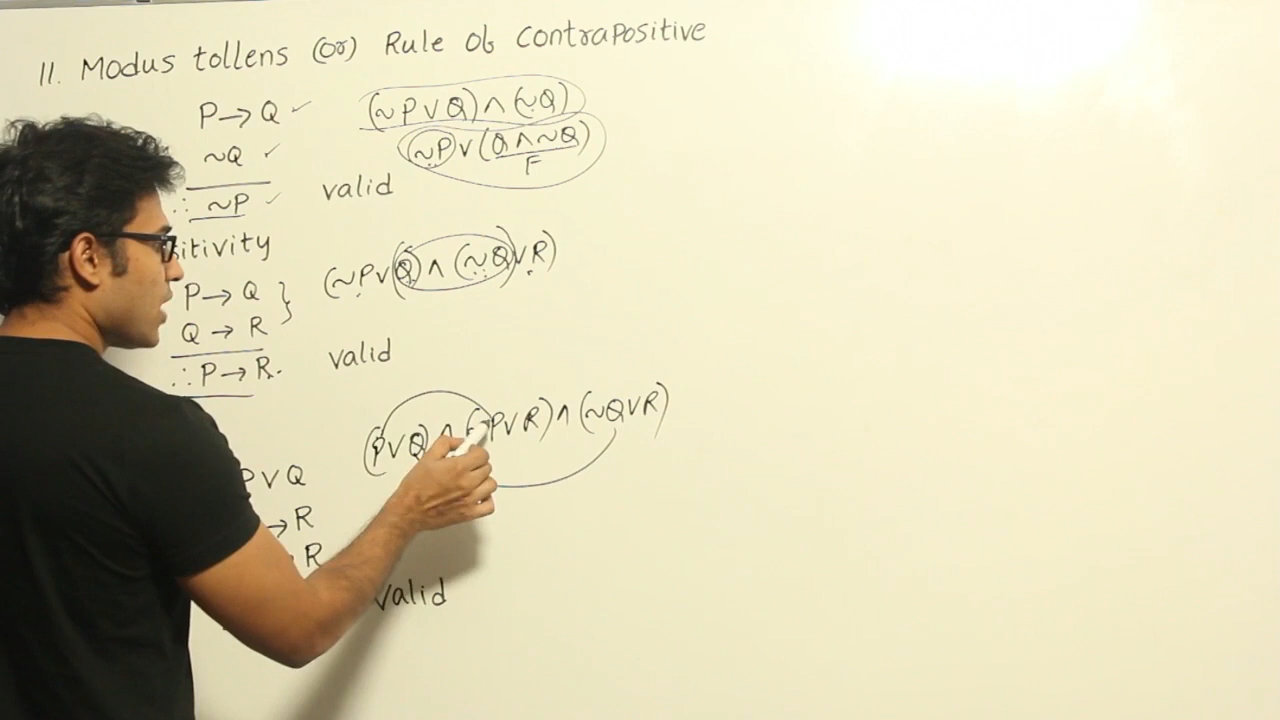 11. Modus tollens (or) Rule of Contrapositive
P→Q ✓ (~P∨Q)∧(~Q)
~Q ✓ ~P∨(Q∧~Q)
F
∴ ~P ✓ valid
itivity
P→Q } (~P∨Q)∧(~Q∨R)
Q→R
∴P→R. valid
(P∨Q)∧ P∨R)∧(~Q∨R)
∨Q
→R
R
valid